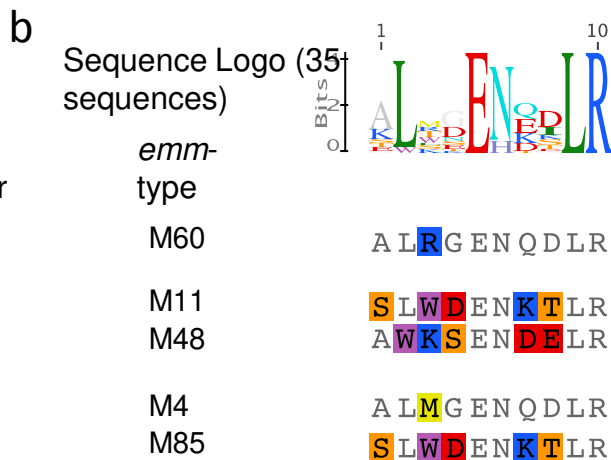 b
Sequence Logo (35
sequences)
1 10
Bits
2
0
emm-
type
r
M60 ALRGENQDLR
M11 SLWDENKTLR
M48 AWKSENDELR
M4 ALMGENQDLR
M85 SLWDENKTLR